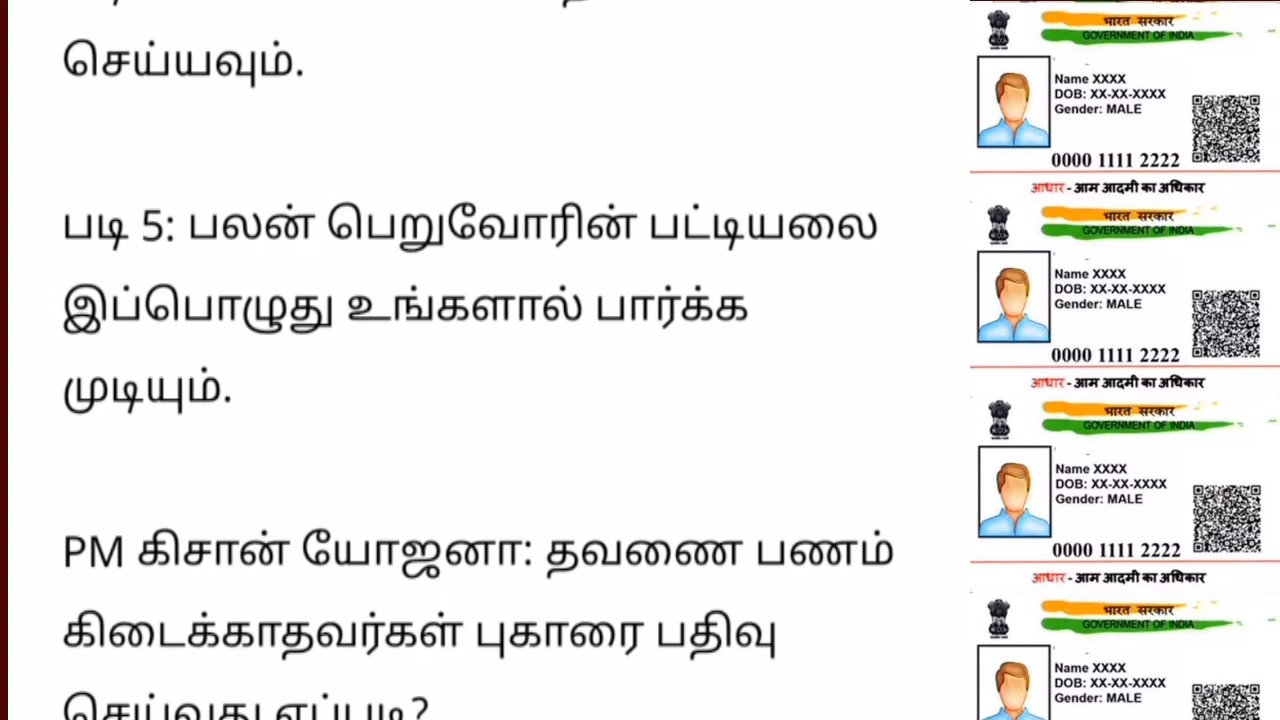 செய்யவும்.
படி 5: பலன் பெறுவோரின் பட்டியலை
இப்பொழுது உங்களால் பார்க்க
முடியும்.
PM கிசான் யோஜனா: தவணை பணம்
கிடைக்காதவர்கள் புகாரை பதிவு
செய்வது எப்படி?
भारत सरकार
GOVERNMENT OF INDIA
Name XXXX
DOB: XX-XX-XXXX
Gender: MALE
0000 1111 2222
आधार - आम आदमी का अधिकार
भारत सरकार
GOVERNMENT OF INDIA
Name XXXX
DOB: XX-XX-XXXX
Gender: MALE
0000 1111 2222
आधार - आम आदमी का अधिकार
भारत सरकार
GOVERNMENT OF INDIA
Name XXXX
DOB: XX-XX-XXXX
Gender: MALE
0000 1111 2222
आधार - आम आदमी का अधिकार
भारत सरकार
GOVERNMENT OF INDIA
Name XXXX
DOB: XX-XX-XXXX
Gender: MALE